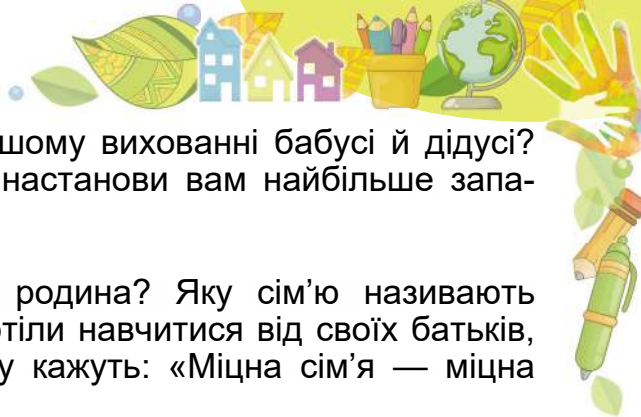 шому вихованні бабусі й дідусі?
настанови вам найбільше запа-
родина? Яку сім’ю називають
тіли навчитися від своїх батьків,
у кажуть: «Міцна сім’я — міцна